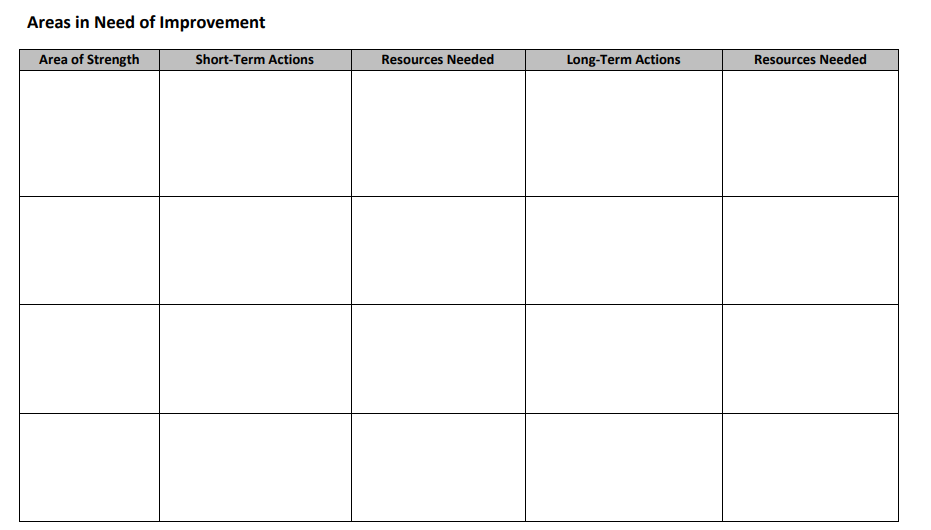 Areas in Need of Improvement
Area of Strength Short-Term Actions Resources Needed Long-Term Actions Resources Needed